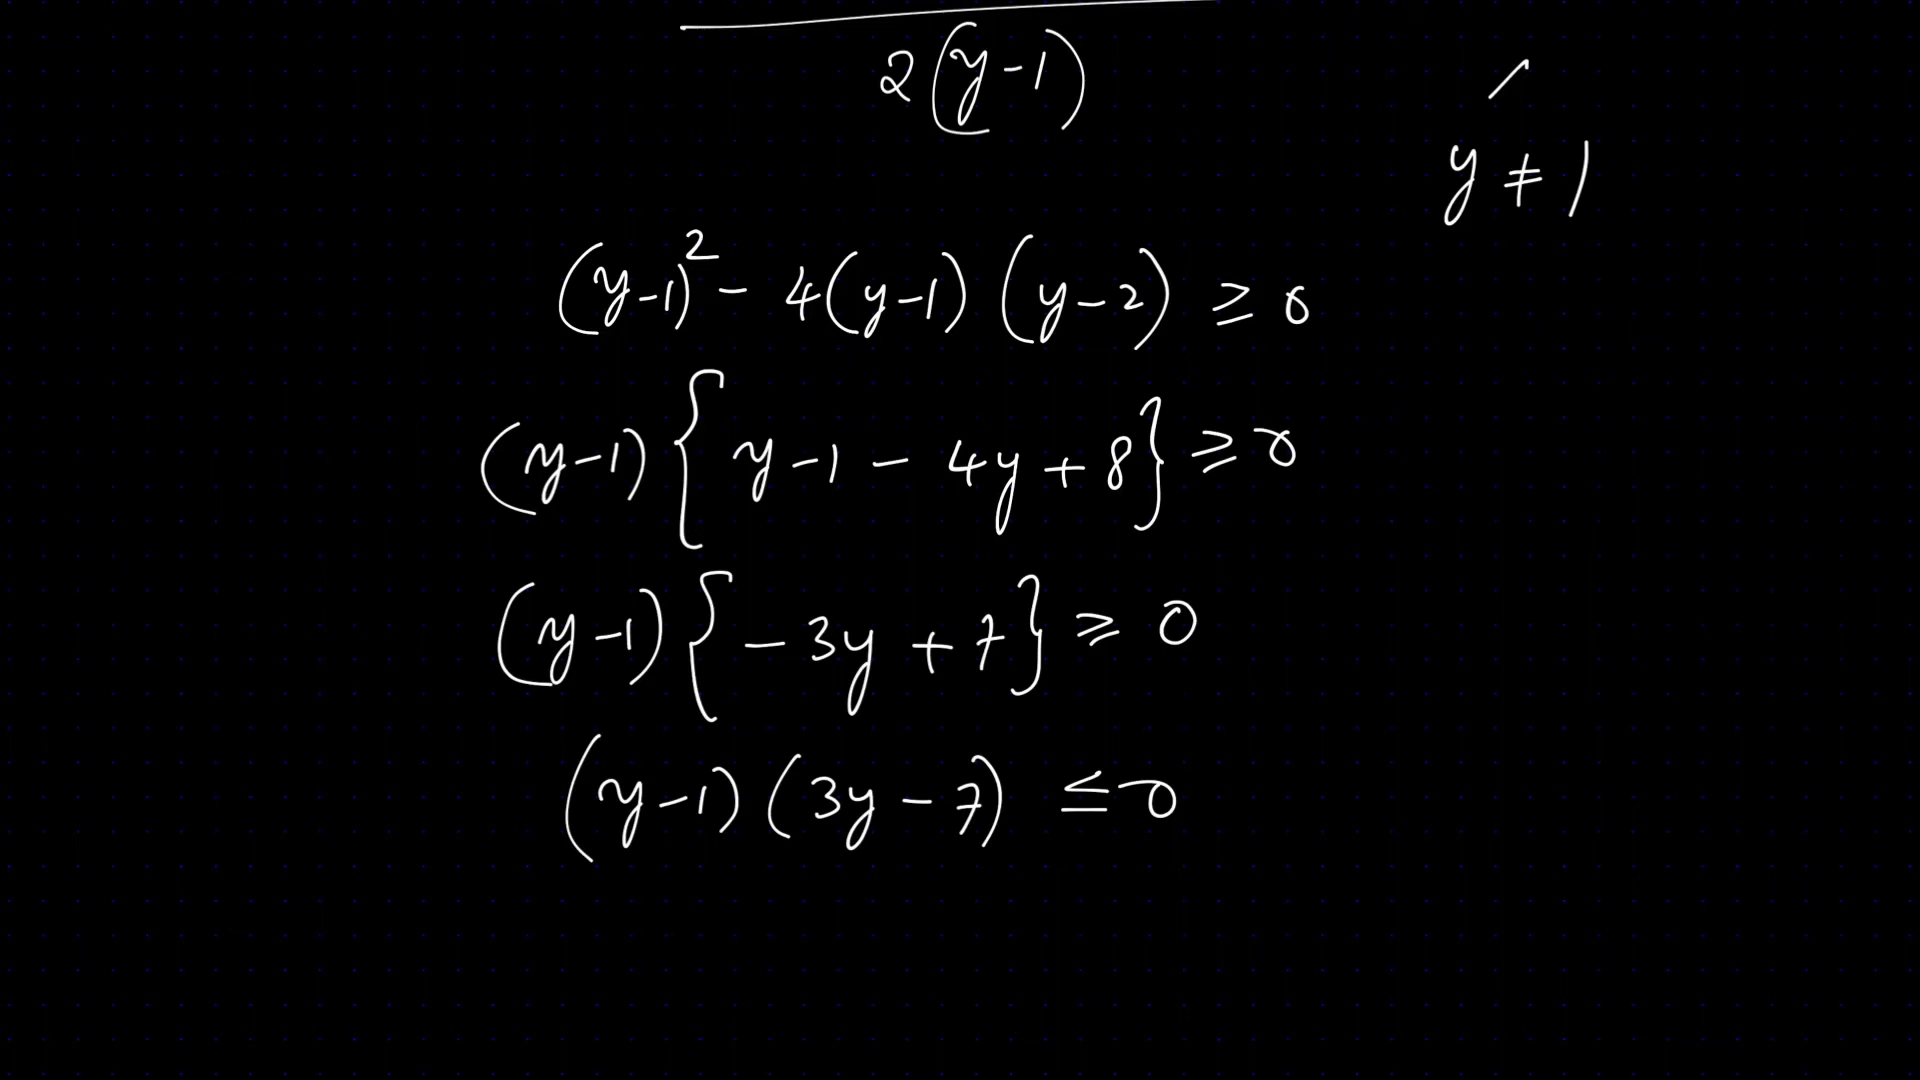 2(y-1)
y ≠ 1
(y-1)² - 4(y-1)(y-2) ≥ 0
(y-1){y-1 - 4y + 8} ≥ 0
(y-1){-3y + 7} ≥ 0
(y-1)(3y - 7) ≤ 0